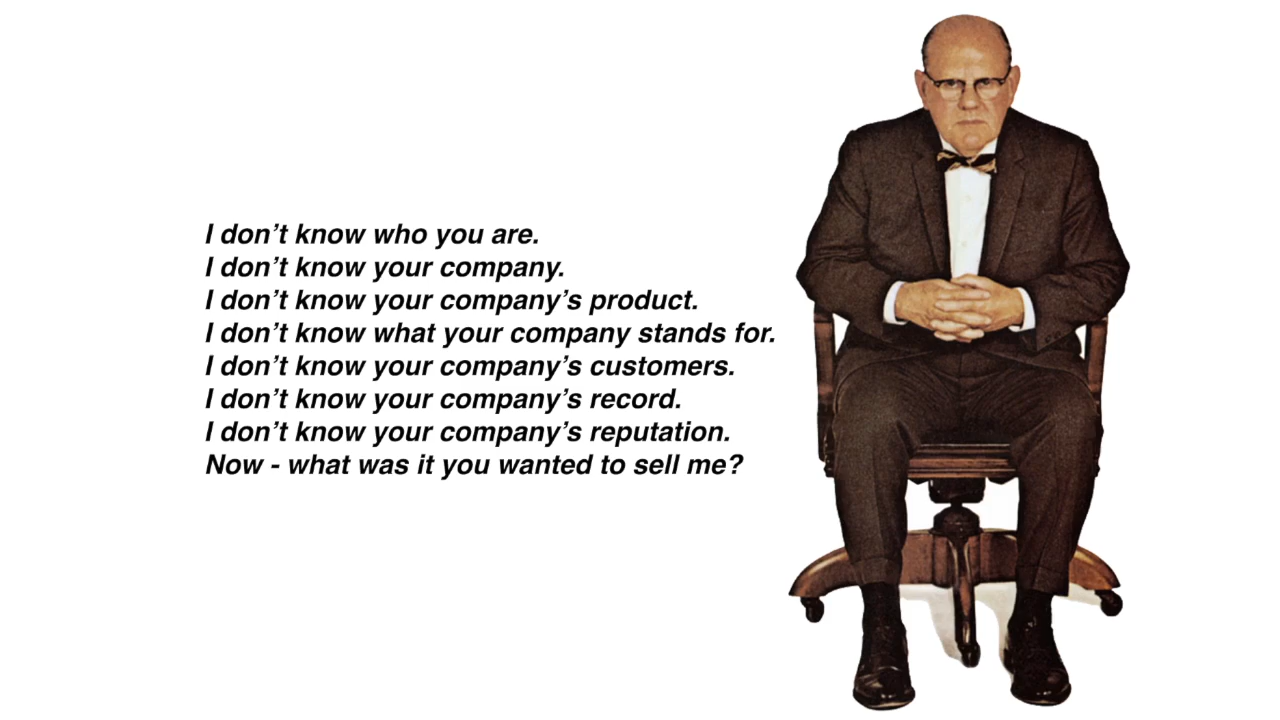 I don’t know who you are.
I don’t know your company.
I don’t know your company’s product.
I don’t know what your company stands for.
I don’t know your company’s customers.
I don’t know your company’s record.
I don’t know your company’s reputation.
Now - what was it you wanted to sell me?